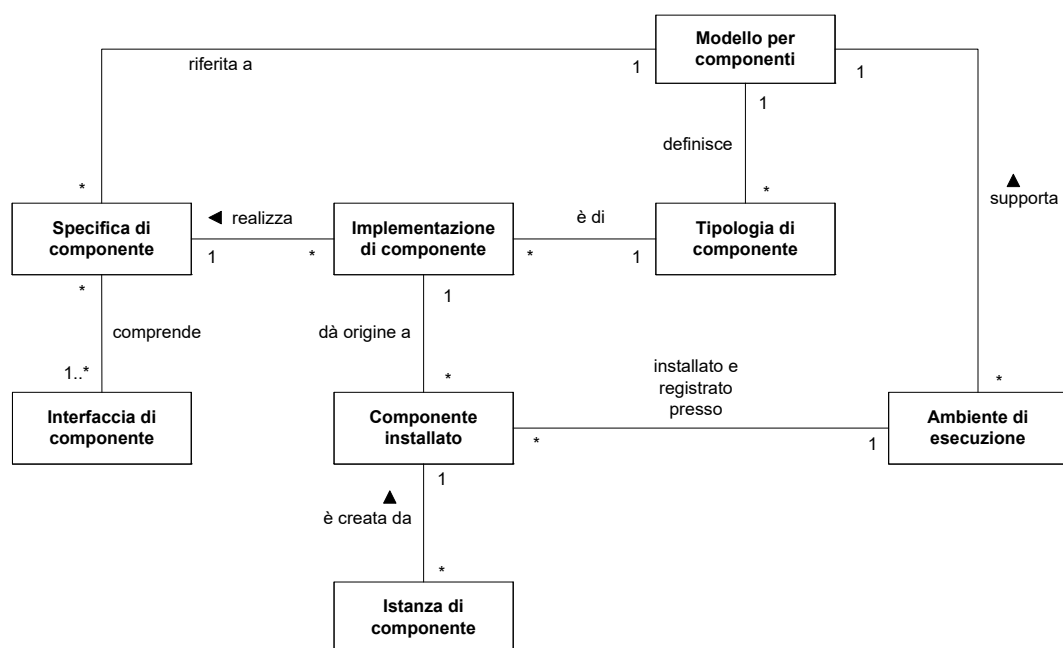 Modello per
componenti
riferita a
1
1
1
definisce
*
*
supporta
Specifica di
componente
realizza
1
*
Implementazione
di componente
è di
*
1
Tipologia di
componente
*
1
comprende
dà origine a
1..*
*
installato e
registrato
presso
*
Interfaccia di
componente
Componente
installato
*
1
Ambiente di
esecuzione
1
è creata da
*
Istanza di
componente